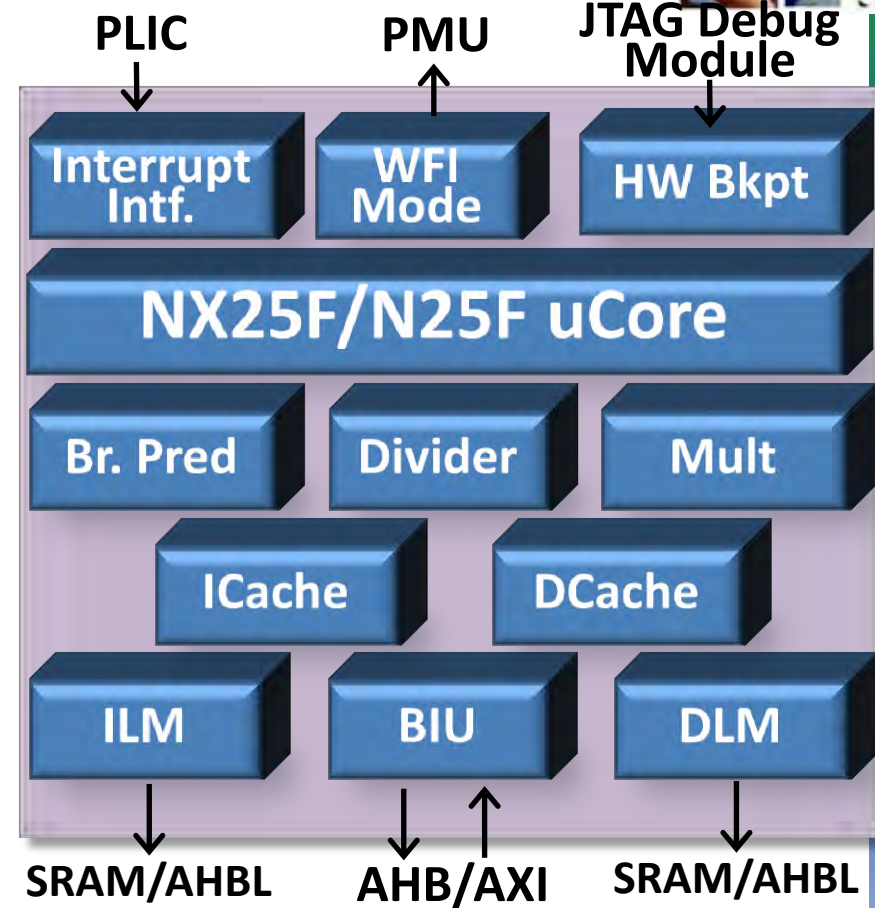 PLIC
PMU
JTAG Debug
Module
Interrupt
Intf.
WFI
Mode
HW Bkpt
NX25F/N25F uCore
Br. Pred
Divider
Mult
ICache
DCache
ILM
BIU
DLM
SRAM/AHBL
AHB/AXI
SRAM/AHBL